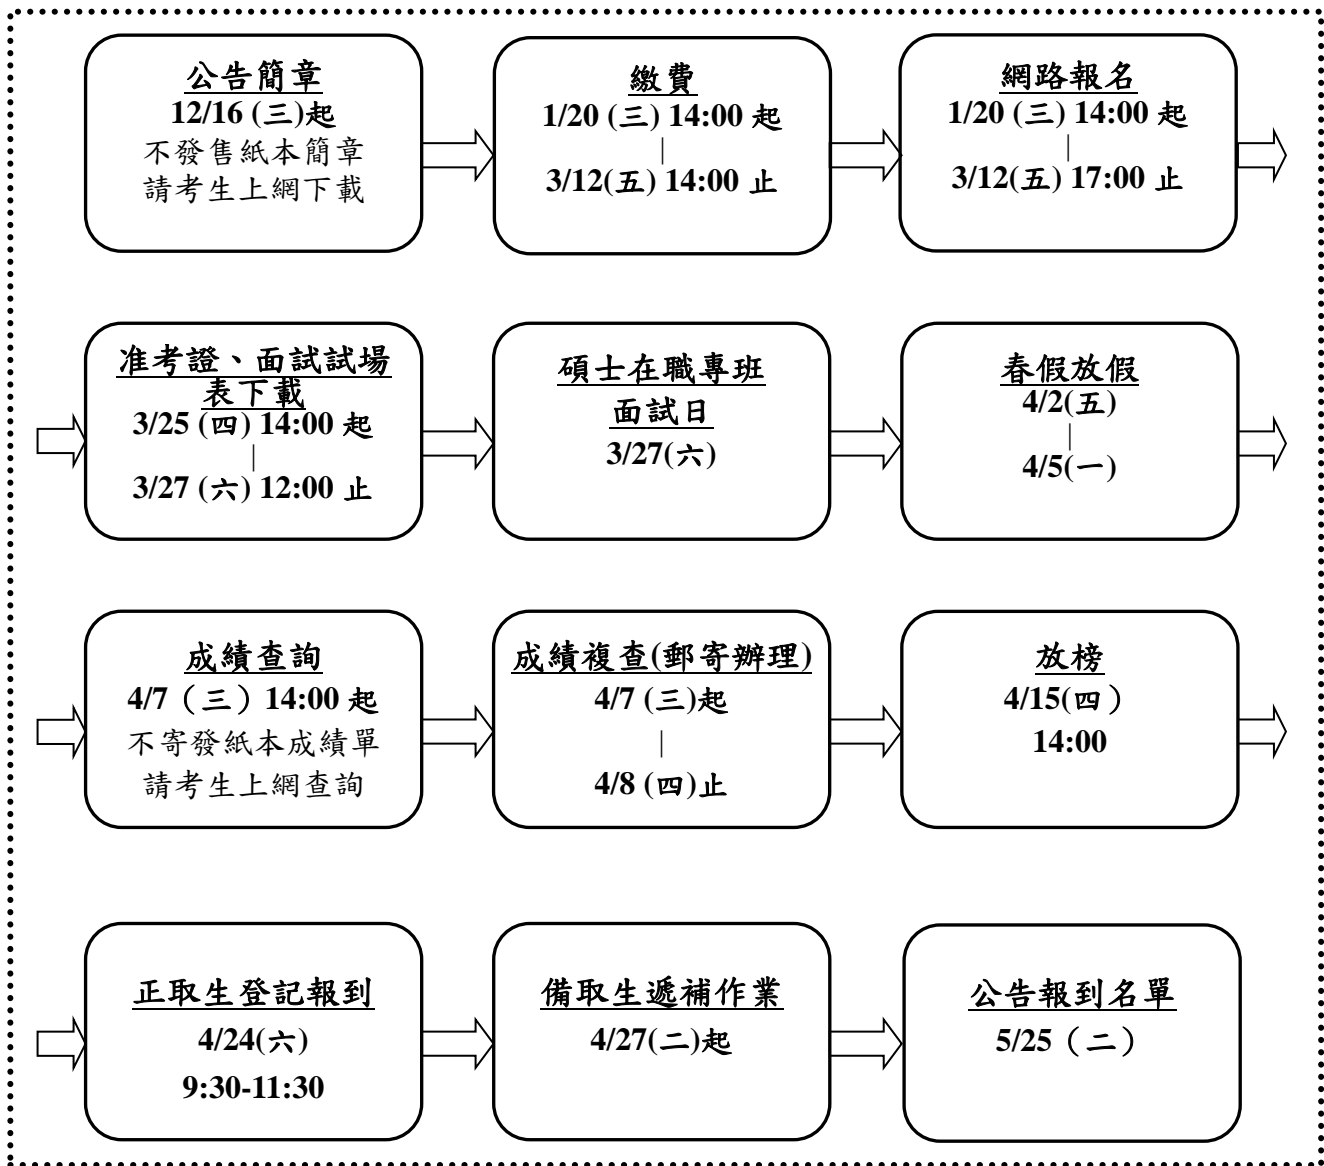 公告簡章
12/16 (三)起
不發售紙本簡章
請考生上網下載
繳費
1/20 (三) 14:00 起
|
3/12(五) 14:00 止
網路報名
1/20 (三) 14:00 起
|
3/12(五) 17:00 止
准考證、面試試場
表下載
3/25 (四) 14:00 起
|
3/27 (六) 12:00 止
碩士在職專班
面試日
3/27(六)
春假放假
4/2(五)
|
4/5(一)
成績查詢
4/7（三）14:00 起
不寄發紙本成績單
請考生上網查詢
成績複查(郵寄辦理)
4/7 (三)起
|
4/8 (四)止
放榜
4/15(四）
14:00
正取生登記報到
4/24(六)
9:30-11:30
備取生遞補作業
4/27(二)起
公告報到名單
5/25（二）